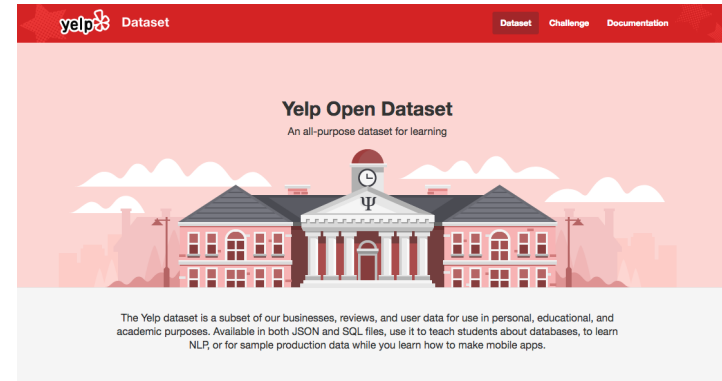 yelp Dataset Dataset Challenge Documentation
Yelp Open Dataset
An all-purpose dataset for learning
Ψ
The Yelp dataset is a subset of our businesses, reviews, and user data for use in personal, educational, and
academic purposes. Available in both JSON and SQL files, use it to teach students about databases, to learn
NLP, or for sample production data while you learn how to make mobile apps.